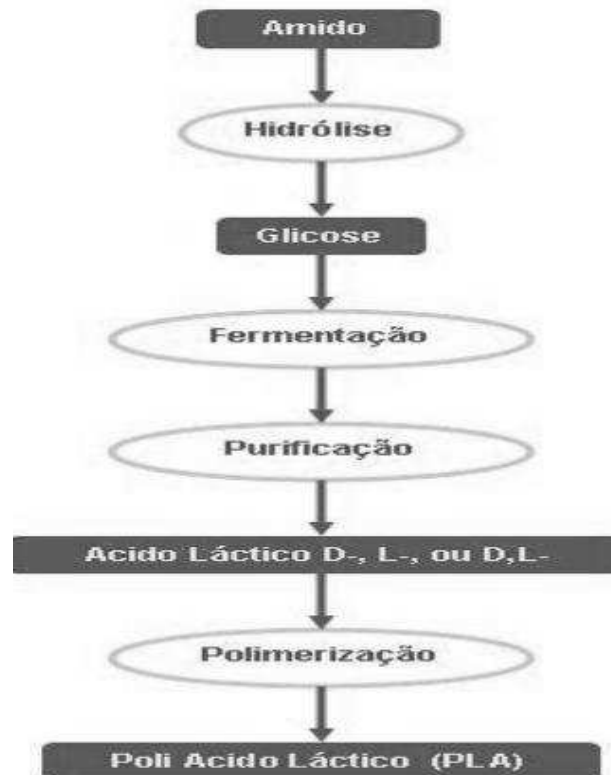 Amido
Hidrólise
Glicose
Fermentação
Purificação
Acido Láctico D-, L-, ou D,L-
Polimerização
Poli Acido Láctico (PLA)